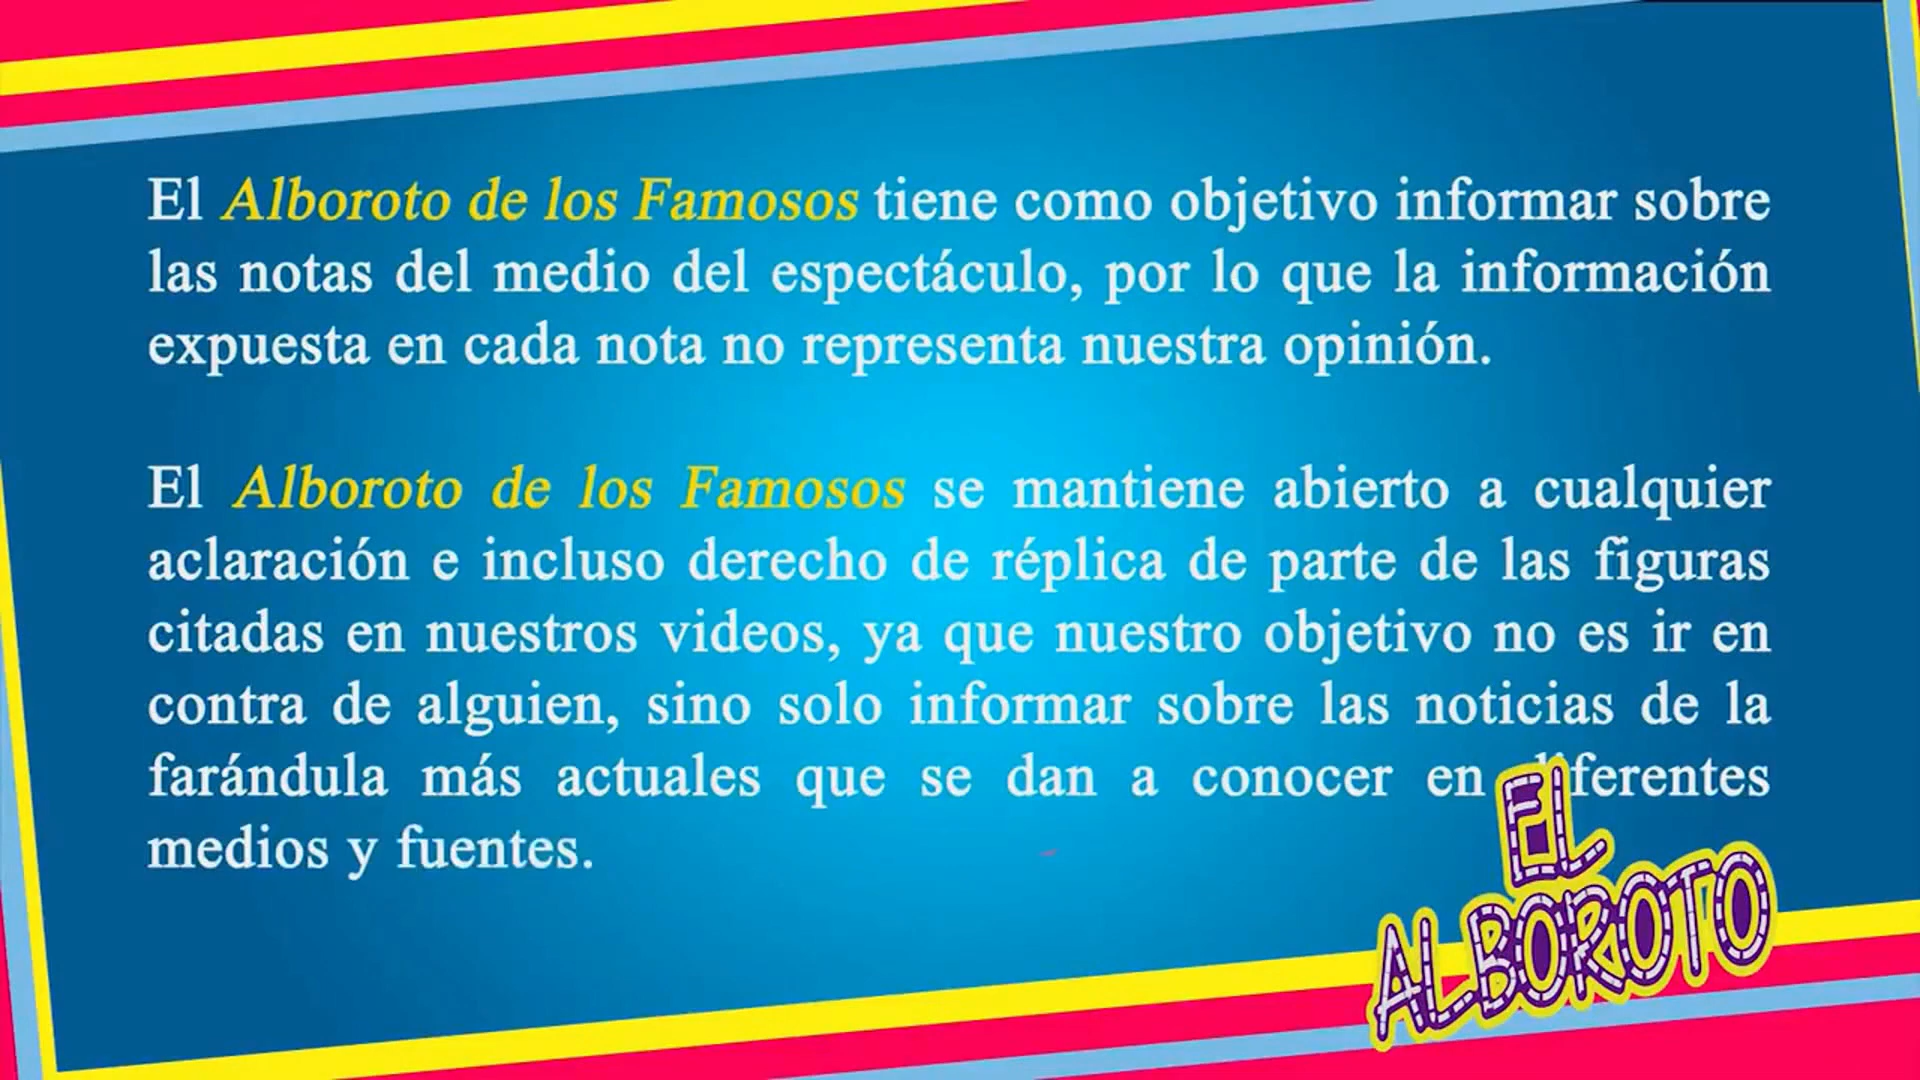 El Alboroto de los Famosos tiene como objetivo informar sobre
las notas del medio del espectáculo, por lo que la información
expuesta en cada nota no representa nuestra opinión.
El Alboroto de los Famosos se mantiene abierto a cualquier
aclaración e incluso derecho de réplica de parte de las figuras
citadas en nuestros videos, ya que nuestro objetivo no es ir en
contra de alguien, sino solo informar sobre las noticias de la
farándula más actuales que se dan a conocer en diferentes
medios y fuentes.
EL
ALBOROTO